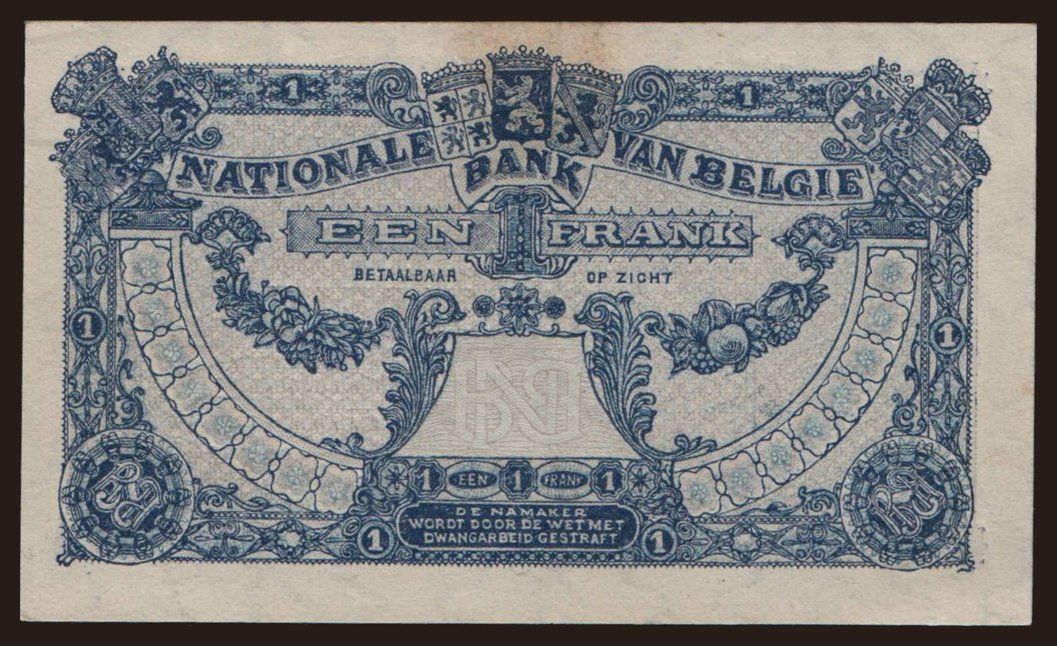 1 1
NATIONALE BANK VAN BELGIE
EEN 1 FRANK
BETAALBAAR OP ZICHT
1 1
1 EEN 1 FRANK 1
DE NAMAKER
WORDT DOOR DE WET MET
DWANGARBEID GESTRAFT
1 1